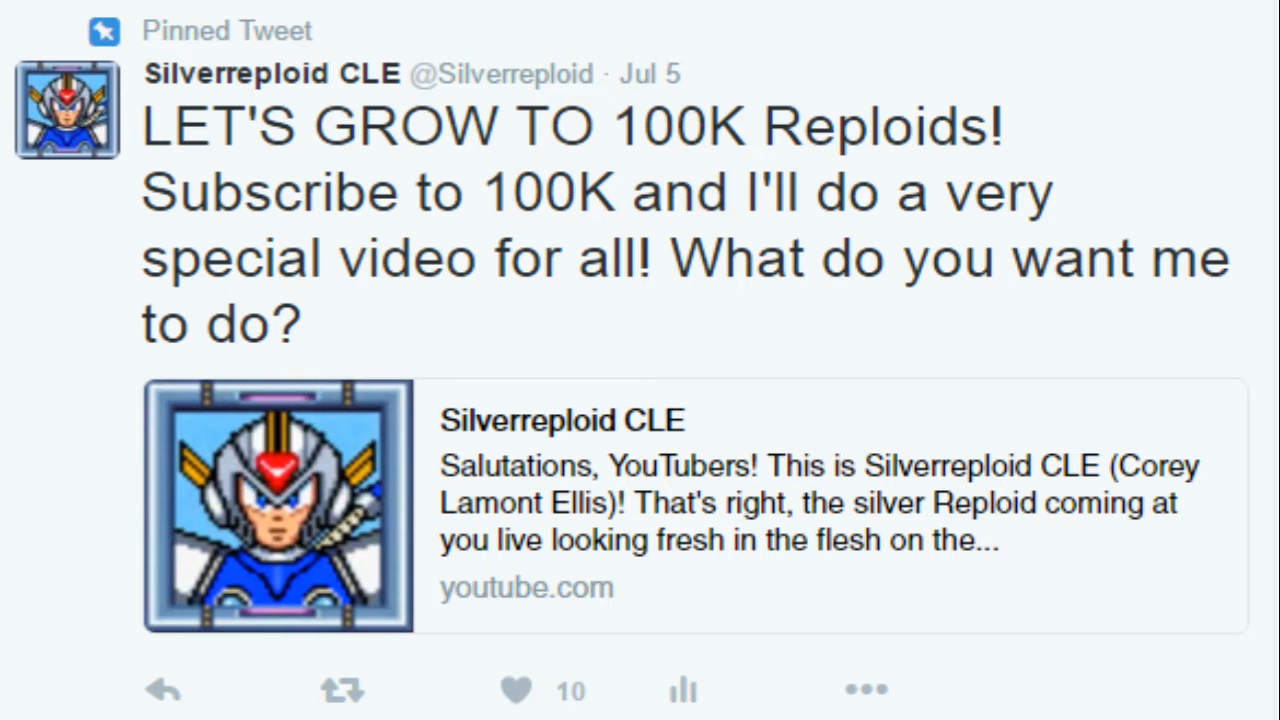 Pinned Tweet
Silverreploid CLE @Silverreploid · Jul 5
LET'S GROW TO 100K Reploids!
Subscribe to 100K and I'll do a very
special video for all! What do you want me
to do?
Silverreploid CLE
Salutations, YouTubers! This is Silverreploid CLE (Corey
Lamont Ellis)! That's right, the silver Reploid coming at
you live looking fresh in the flesh on the...
youtube.com
10